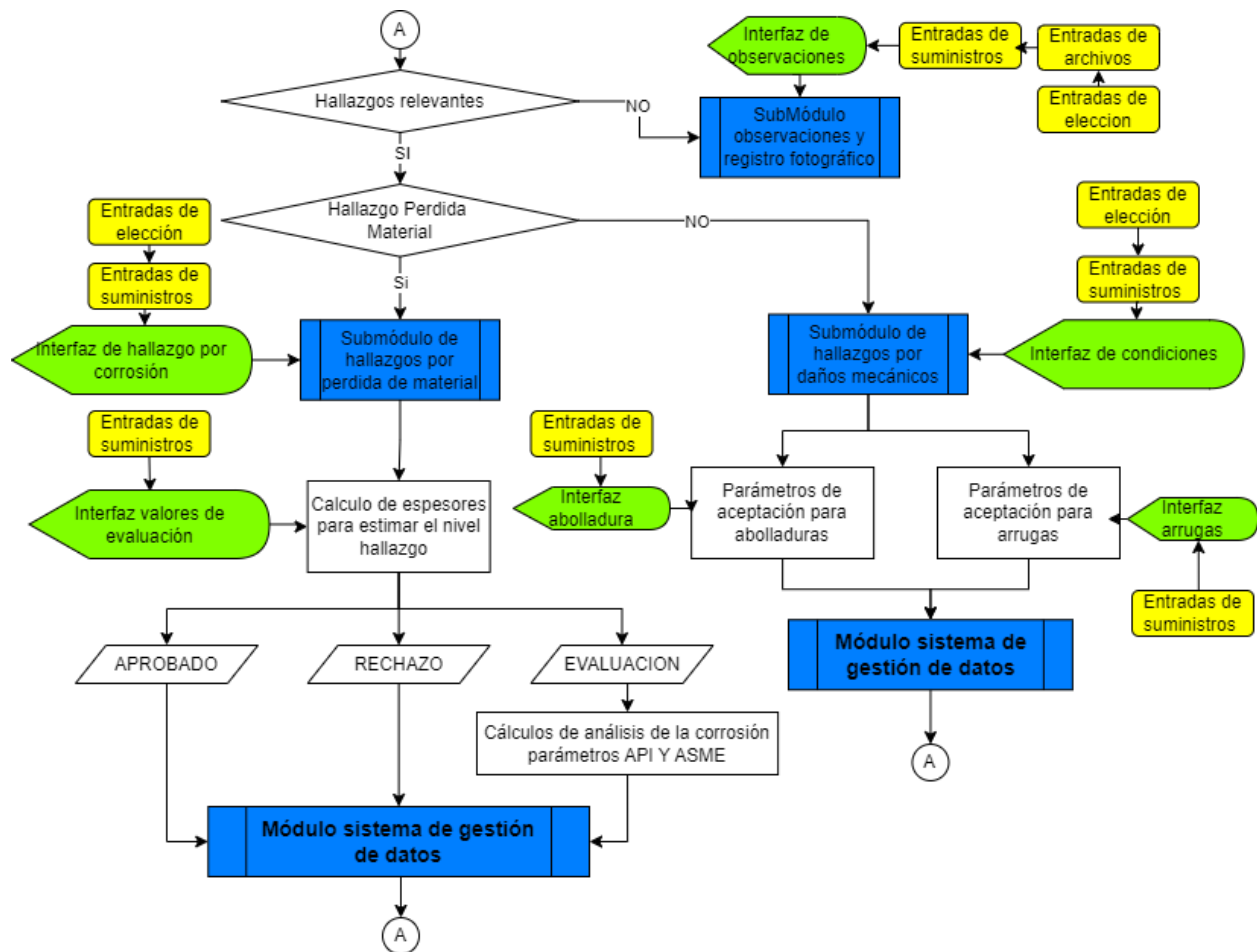 A
Hallazgos relevantes
NO
SI
Interfaz de
observaciones
Entradas de
suministros
Entradas de
archivos
Entradas de
eleccion
SubMódulo
observaciones y
registro fotográfico
Hallazgo Perdida
Material
NO
Si
Entradas de
elección
Entradas de
suministros
Interfaz de hallazgo por
corrosión
Submódulo de
hallazgos por
perdida de material
Entradas de
elección
Entradas de
suministros
Interfaz de condiciones
Submódulo de
hallazgos por
daños mecánicos
Entradas de
suministros
Interfaz valores de
evaluación
Calculo de espesores
para estimar el nivel
hallazgo
Entradas de
suministros
Interfaz
abolladura
Parámetros de
aceptación para
abolladuras
Parámetros de
aceptación para
arrugas
Interfaz
arrugas
Entradas de
suministros
APROBADO
RECHAZO
EVALUACION
Cálculos de análisis de la corrosión
parámetros API Y ASME
Módulo sistema de
gestión de datos
A
Módulo sistema de gestión
de datos
A